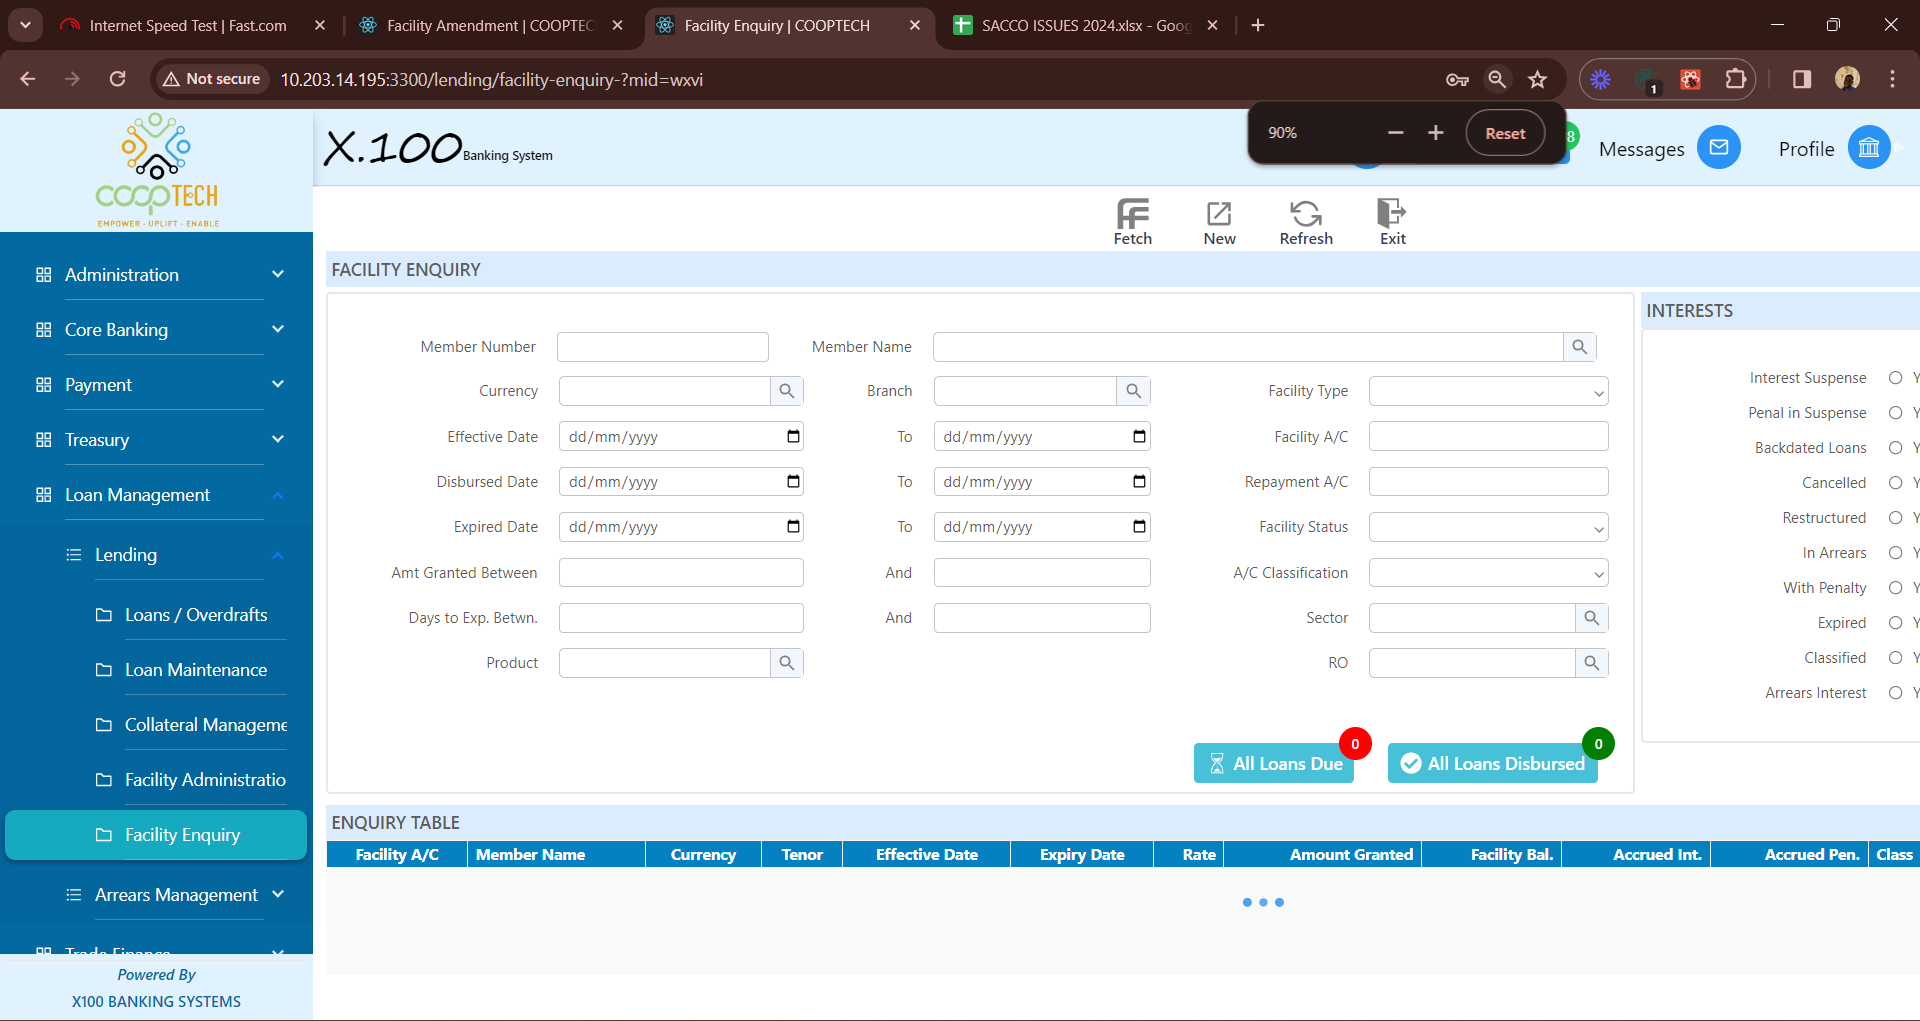 Internet Speed Test | Fast.com
Facility Amendment | COOPTEC
Facility Enquiry | COOPTECH
SACCO ISSUES 2024.xlsx - Goog
Not secure
10.203.14.195:3300/lending/facility-enquiry-?mid=wxvi
1
90%
Reset
8
COOPTECH
EMPOWER - UPLIFT - ENABLE
X.100 Banking System
Messages
Profile
Fetch
New
Refresh
Exit
Administration
Core Banking
Payment
Treasury
Loan Management
Lending
Loans / Overdrafts
Loan Maintenance
Collateral Manageme
Facility Administratio
Facility Enquiry
Arrears Management
Trade Finance
Powered By
X100 BANKING SYSTEMS
FACILITY ENQUIRY
Member Number
Member Name
Currency
Branch
Facility Type
Effective Date
dd/mm/yyyy
To
dd/mm/yyyy
Facility A/C
Disbursed Date
dd/mm/yyyy
To
dd/mm/yyyy
Repayment A/C
Expired Date
dd/mm/yyyy
To
dd/mm/yyyy
Facility Status
Amt Granted Between
And
A/C Classification
Days to Exp. Betwn.
And
Sector
Product
RO
All Loans Due
0
All Loans Disbursed
0
INTERESTS
Interest Suspense Y
Penal in Suspense Y
Backdated Loans Y
Cancelled Y
Restructured Y
In Arrears Y
With Penalty Y
Expired Y
Classified Y
Arrears Interest Y
ENQUIRY TABLE
Facility A/C
Member Name
Currency
Tenor
Effective Date
Expiry Date
Rate
Amount Granted
Facility Bal.
Accrued Int.
Accrued Pen.
Class